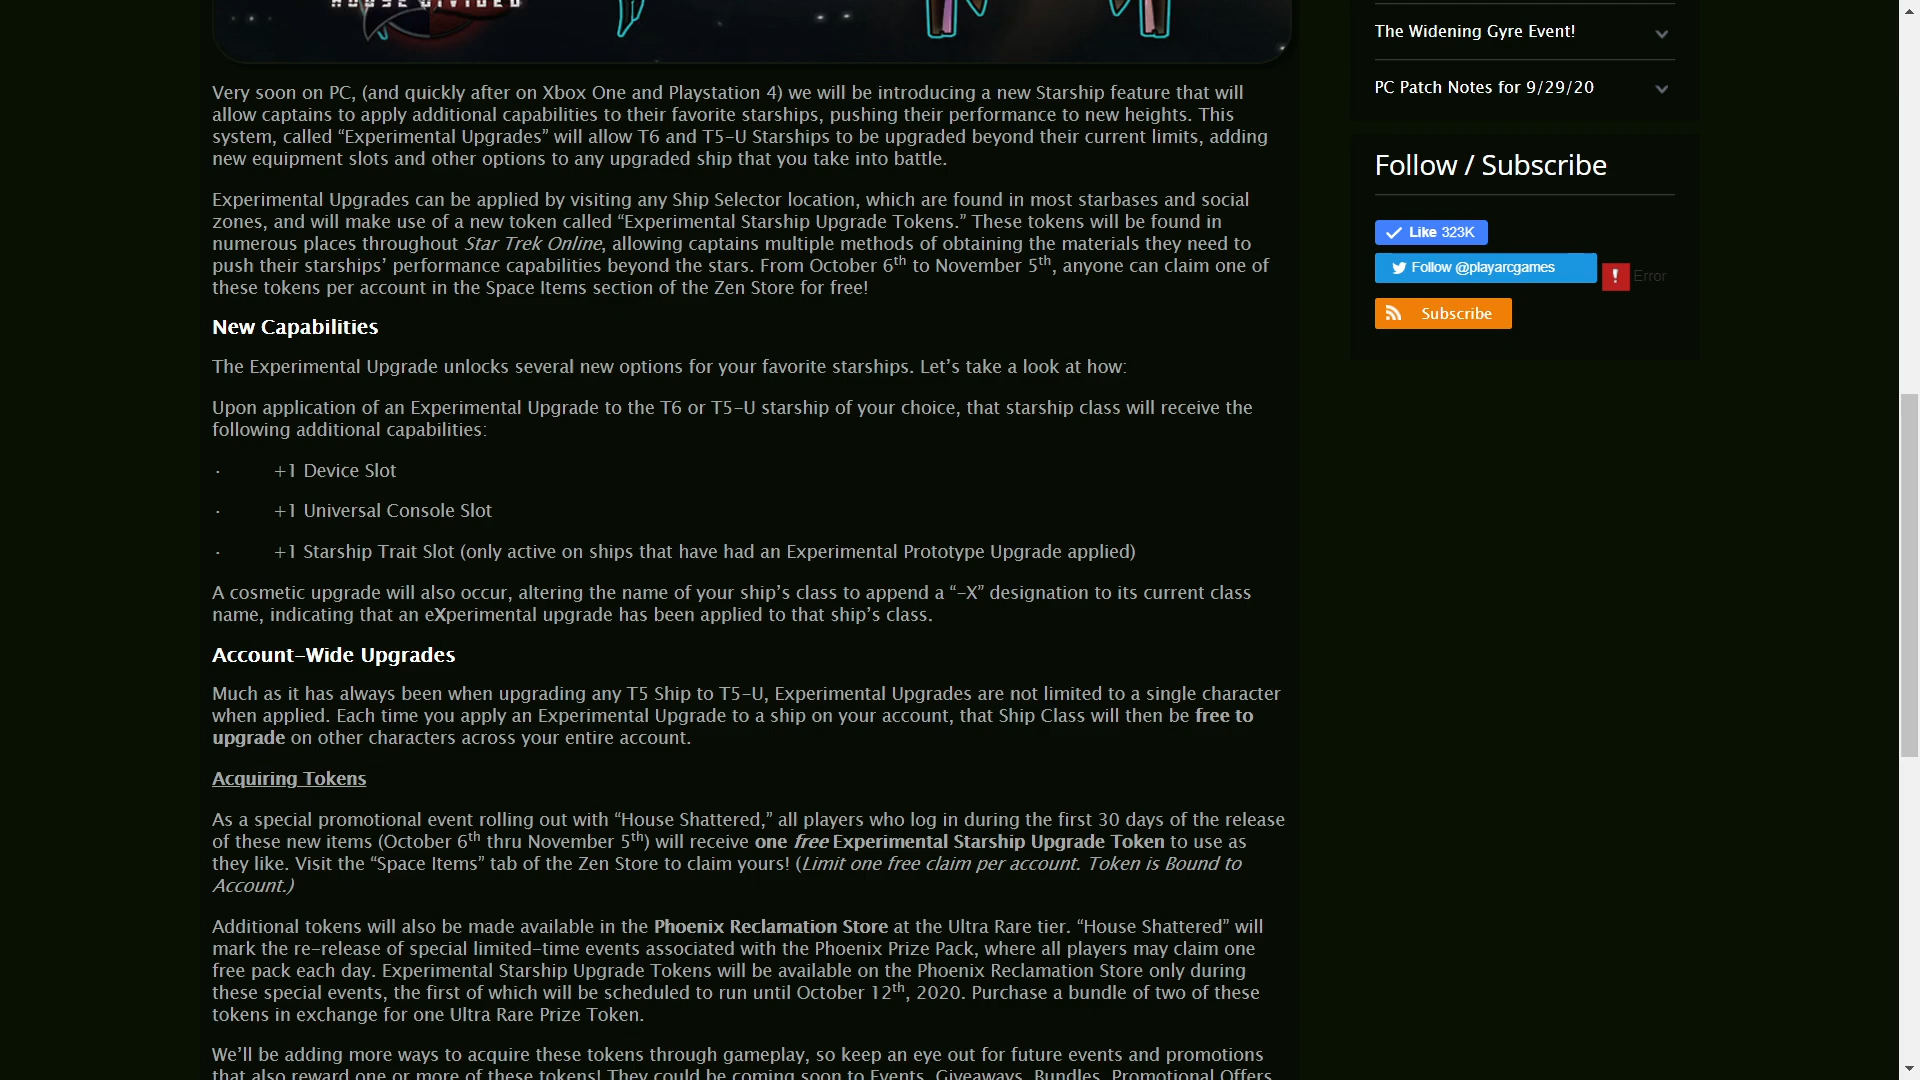 HOUSE DIVIDED
Very soon on PC, (and quickly after on Xbox One and Playstation 4) we will be introducing a new Starship feature that will
allow captains to apply additional capabilities to their favorite starships, pushing their performance to new heights. This
system, called “Experimental Upgrades” will allow T6 and T5-U Starships to be upgraded beyond their current limits, adding
new equipment slots and other options to any upgraded ship that you take into battle.
Experimental Upgrades can be applied by visiting any Ship Selector location, which are found in most starbases and social
zones, and will make use of a new token called “Experimental Starship Upgrade Tokens.” These tokens will be found in
numerous places throughout Star Trek Online, allowing captains multiple methods of obtaining the materials they need to
push their starships’ performance capabilities beyond the stars. From October 6th to November 5th, anyone can claim one of
these tokens per account in the Space Items section of the Zen Store for free!
New Capabilities
The Experimental Upgrade unlocks several new options for your favorite starships. Let’s take a look at how:
Upon application of an Experimental Upgrade to the T6 or T5-U starship of your choice, that starship class will receive the
following additional capabilities:
· +1 Device Slot
· +1 Universal Console Slot
· +1 Starship Trait Slot (only active on ships that have had an Experimental Prototype Upgrade applied)
A cosmetic upgrade will also occur, altering the name of your ship’s class to append a “-X” designation to its current class
name, indicating that an eXperimental upgrade has been applied to that ship’s class.
Account-Wide Upgrades
Much as it has always been when upgrading any T5 Ship to T5-U, Experimental Upgrades are not limited to a single character
when applied. Each time you apply an Experimental Upgrade to a ship on your account, that Ship Class will then be free to
upgrade on other characters across your entire account.
Acquiring Tokens
As a special promotional event rolling out with “House Shattered,” all players who log in during the first 30 days of the release
of these new items (October 6th thru November 5th) will receive one free Experimental Starship Upgrade Token to use as
they like. Visit the “Space Items” tab of the Zen Store to claim yours! (Limit one free claim per account. Token is Bound to
Account.)
Additional tokens will also be made available in the Phoenix Reclamation Store at the Ultra Rare tier. “House Shattered” will
mark the re-release of special limited-time events associated with the Phoenix Prize Pack, where all players may claim one
free pack each day. Experimental Starship Upgrade Tokens will be available on the Phoenix Reclamation Store only during
these special events, the first of which will be scheduled to run until October 12th, 2020. Purchase a bundle of two of these
tokens in exchange for one Ultra Rare Prize Token.
We’ll be adding more ways to acquire these tokens through gameplay, so keep an eye out for future events and promotions
that also reward one or more of these tokens! They could be coming soon to Events, Giveaways, Bundles, Promotional Offers,
The Widening Gyre Event!
PC Patch Notes for 9/29/20
Follow / Subscribe
Like 323K
Follow @playarcgames
! Error
Subscribe